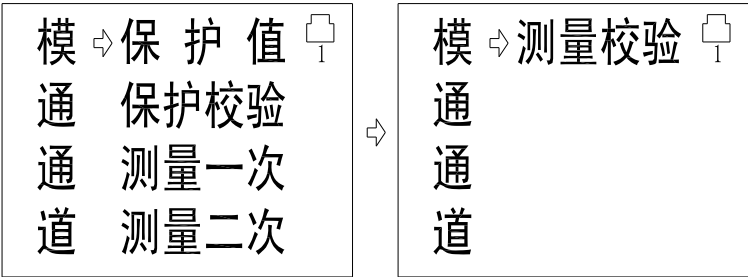 模⇨保 护 值 1
通 保护校验
通 测量一次
道 测量二次
⇨
模⇨测量校验 1
通
通
道